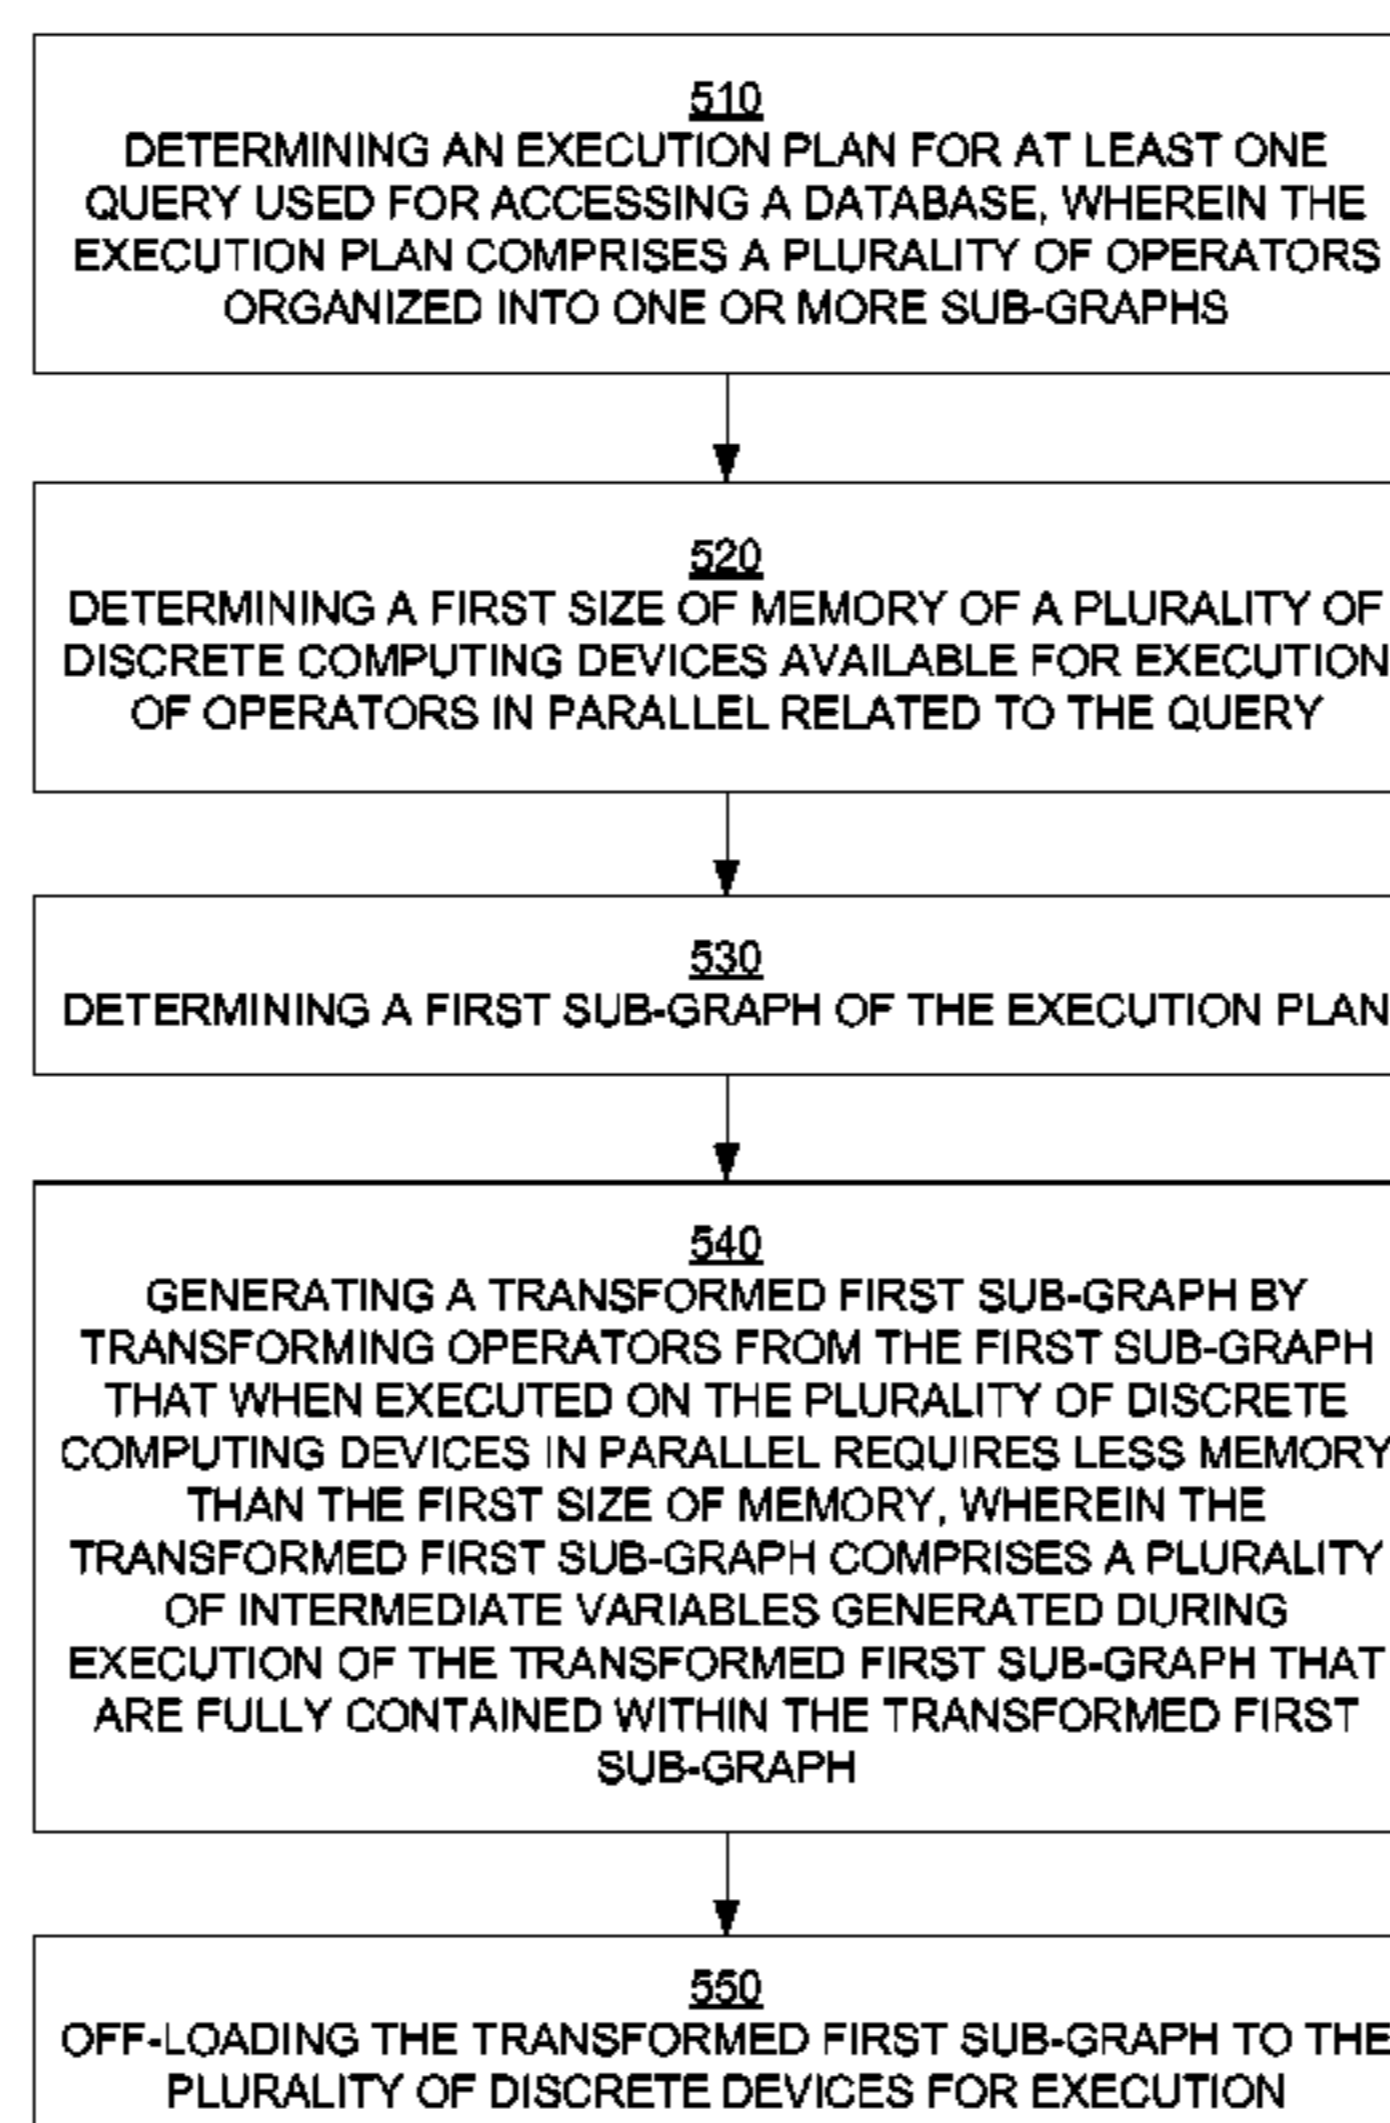 510
DETERMINING AN EXECUTION PLAN FOR AT LEAST ONE
QUERY USED FOR ACCESSING A DATABASE, WHEREIN THE
EXECUTION PLAN COMPRISES A PLURALITY OF OPERATORS
ORGANIZED INTO ONE OR MORE SUB-GRAPHS
520
DETERMINING A FIRST SIZE OF MEMORY OF A PLURALITY OF
DISCRETE COMPUTING DEVICES AVAILABLE FOR EXECUTION
OF OPERATORS IN PARALLEL RELATED TO THE QUERY
530
DETERMINING A FIRST SUB-GRAPH OF THE EXECUTION PLAN
540
GENERATING A TRANSFORMED FIRST SUB-GRAPH BY
TRANSFORMING OPERATORS FROM THE FIRST SUB-GRAPH
THAT WHEN EXECUTED ON THE PLURALITY OF DISCRETE
COMPUTING DEVICES IN PARALLEL REQUIRES LESS MEMORY
THAN THE FIRST SIZE OF MEMORY, WHEREIN THE
TRANSFORMED FIRST SUB-GRAPH COMPRISES A PLURALITY
OF INTERMEDIATE VARIABLES GENERATED DURING
EXECUTION OF THE TRANSFORMED FIRST SUB-GRAPH THAT
ARE FULLY CONTAINED WITHIN THE TRANSFORMED FIRST
SUB-GRAPH
550
OFF-LOADING THE TRANSFORMED FIRST SUB-GRAPH TO THE
PLURALITY OF DISCRETE DEVICES FOR EXECUTION